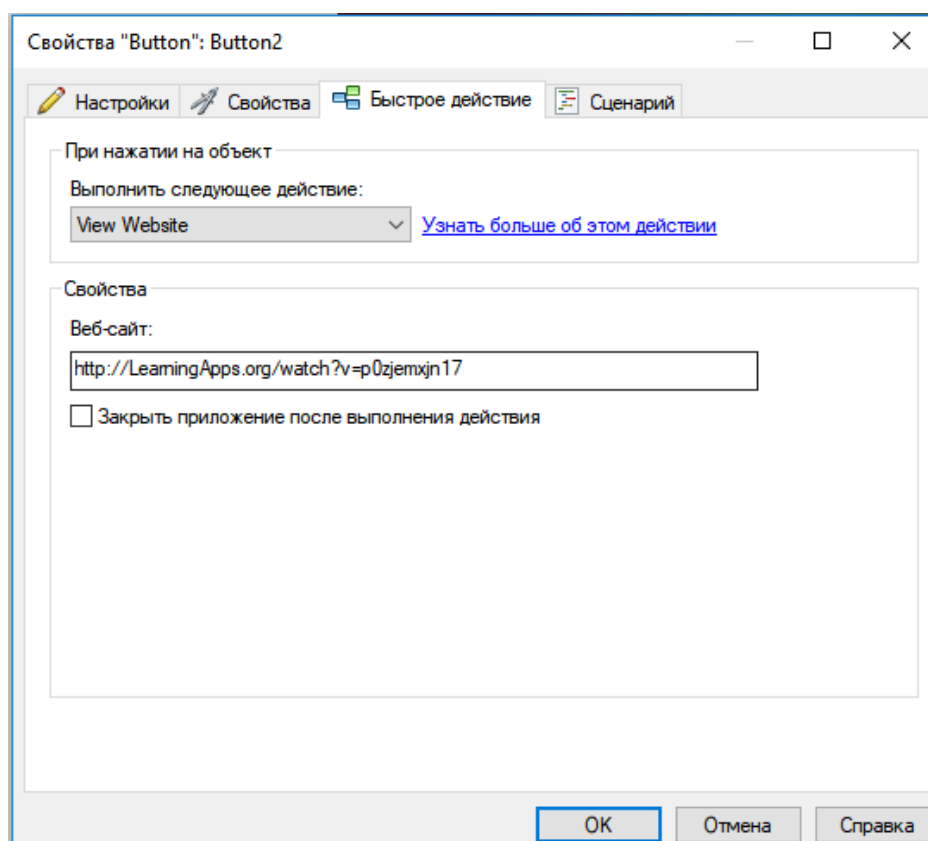 Свойства "Button": Button2
Настройки Свойства Быстрое действие Сценарий
При нажатии на объект
Выполнить следующее действие:
View Website Узнать больше об этом действии
Свойства
Веб-сайт:
http://LearningApps.org/watch?v=p0zjemxjn17
Закрыть приложение после выполнения действия
OK Отмена Справка